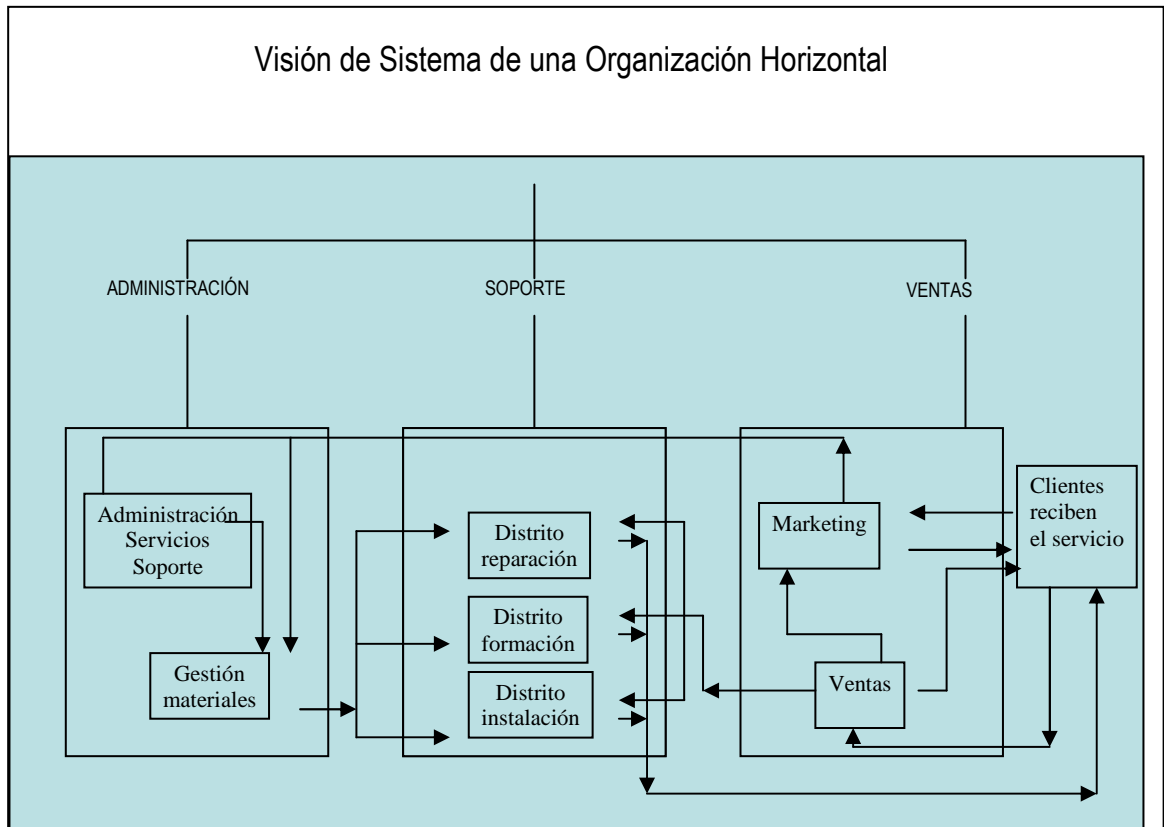 Visión de Sistema de una Organización Horizontal
ADMINISTRACIÓN
SOPORTE
VENTAS
Administración
Servicios
Soporte
Gestión
materiales
Distrito
reparación
Distrito
formación
Distrito
instalación
Marketing
Ventas
Clientes
reciben
el servicio